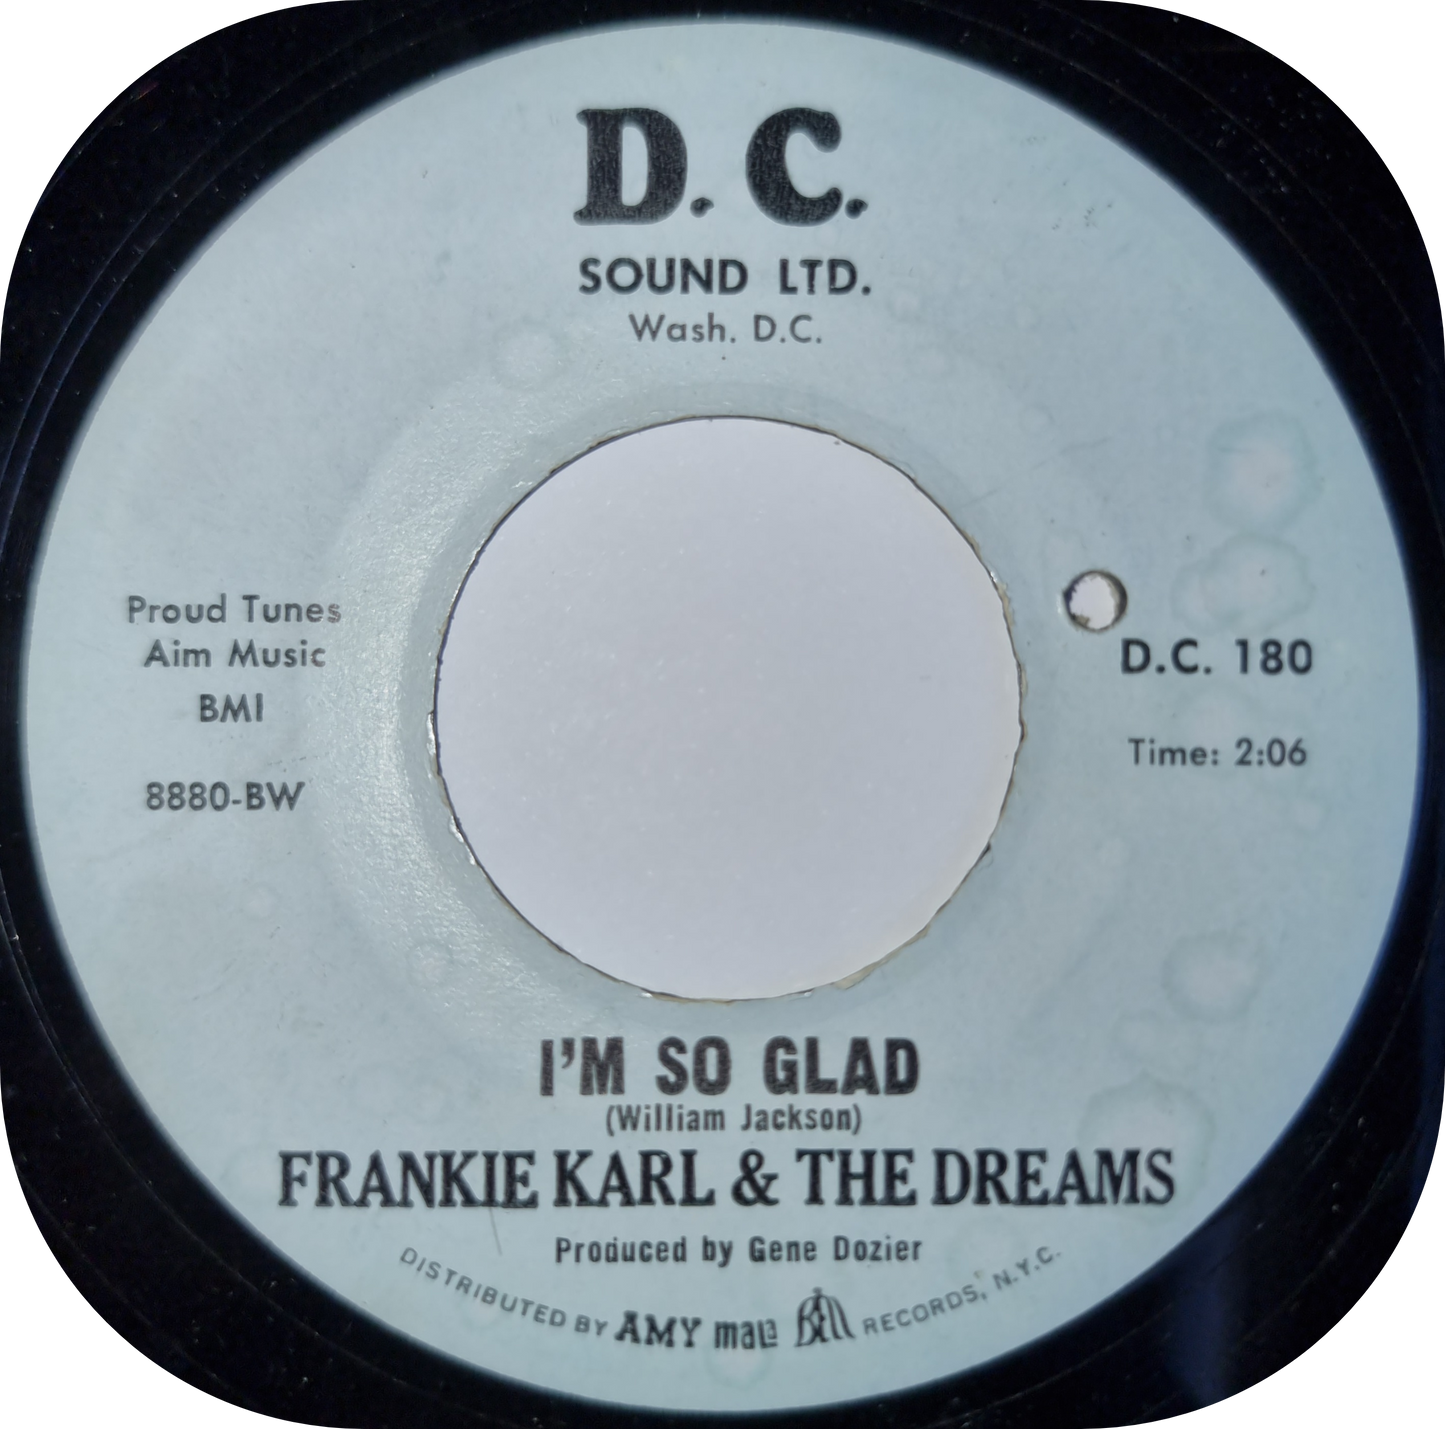 D. C.
SOUND LTD.
Wash. D.C.
Proud Tunes
Aim Music
BMI
8880-BW
D.C. 180
Time: 2:06
I'M SO GLAD
(William Jackson)
FRANKIE KARL & THE DREAMS
Produced by Gene Dozier
DISTRIBUTED BY AMY mala Bell RECORDS, N.Y.C.